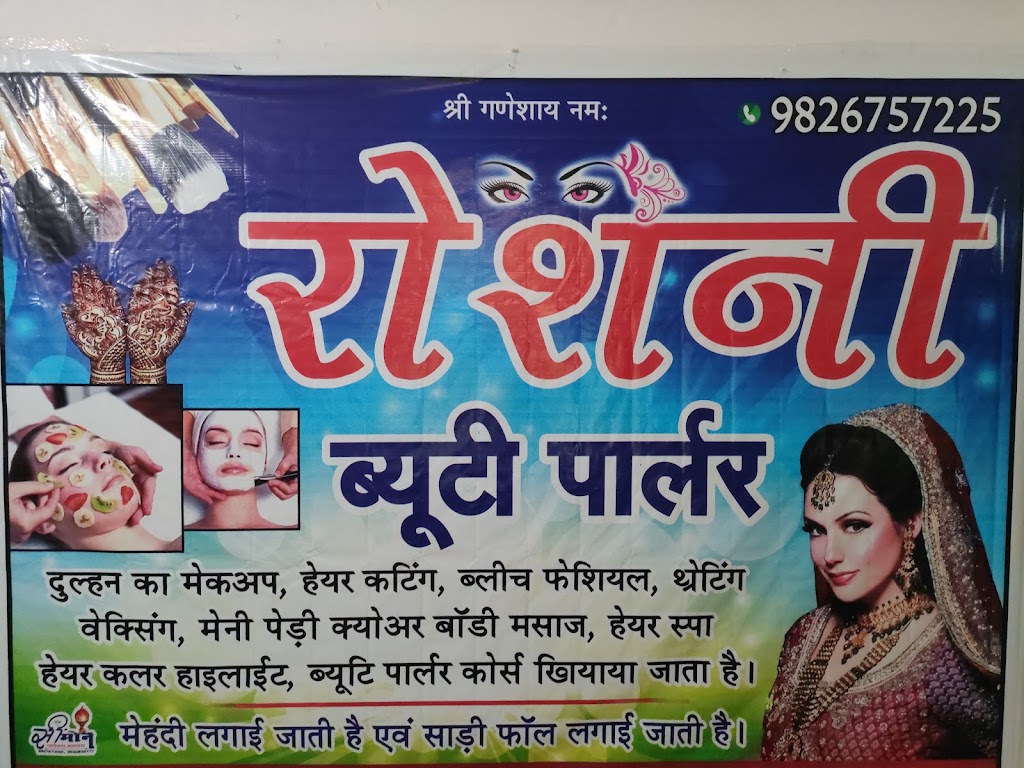 श्री गणेशाय नमः
9826757225
रोशनी
ब्यूटी पार्लर
दुल्हन का मेकअप, हेयर कटिंग, ब्लीच फेशियल, थ्रेटिंग
वेक्सिंग, मेनी पेड़ी क्योअर बॉडी मसाज, हेयर स्पा
हेयर कलर हाइलाईट, ब्यूटि पार्लर कोर्स खिायाया जाता है।
मेहंदी लगाई जाती है एवं साड़ी फॉल लगाई जाती है।
श्रीमान